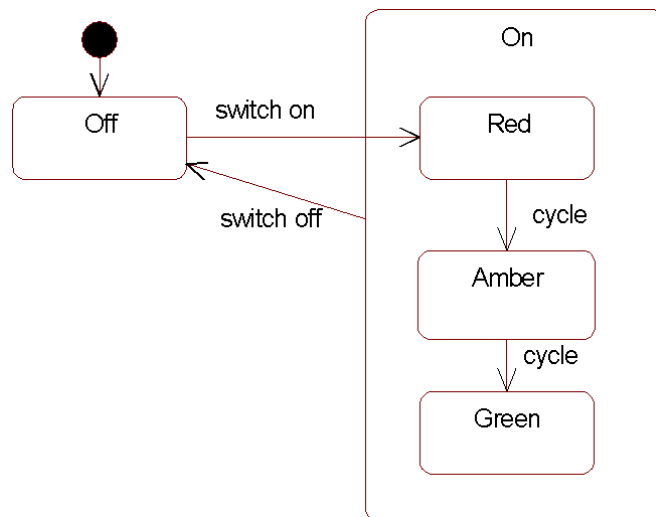 On
Off
switch on
Red
switch off
cycle
Amber
cycle
Green